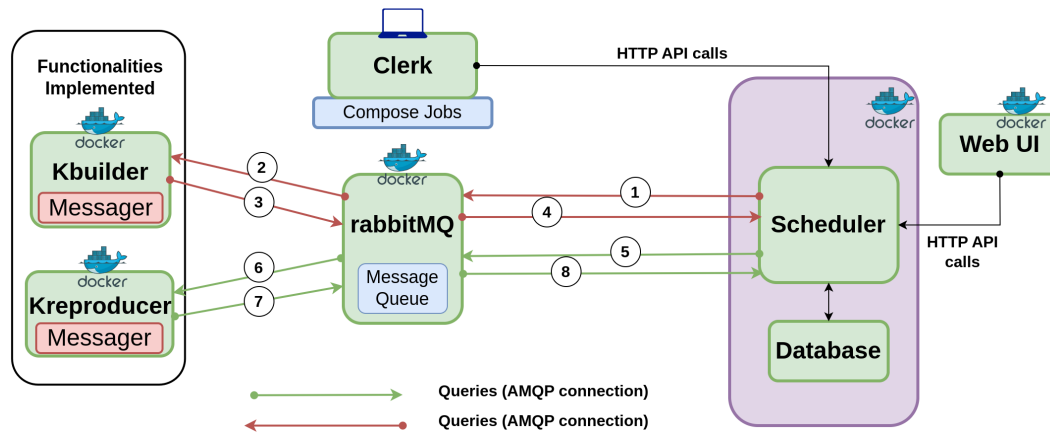 Functionalities
Implemented
docker
Kbuilder
Messager
docker
Kreproducer
Messager
Clerk
Compose Jobs
HTTP API calls
docker
rabbitMQ
Message
Queue
2
3
6
7
1
4
5
8
docker
Scheduler
Database
docker
Web UI
HTTP API
calls
Queries (AMQP connection)
Queries (AMQP connection)